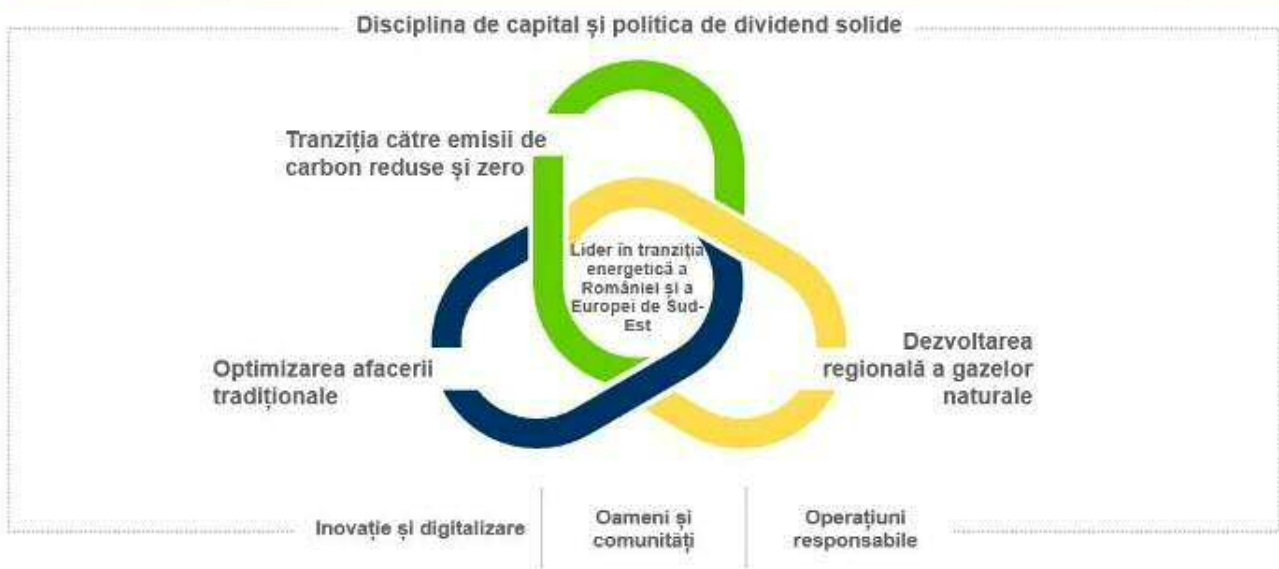 Disciplina de capital și politica de dividend solide
Tranziția către emisii de
carbon reduse și zero
Lider în tranziția
energetică a
României și a
Europei de Sud-
Est
Optimizarea afacerii
tradiționale
Dezvoltarea
regională a gazelor
naturale
Inovație și digitalizare
Oameni și
comunități
Operațiuni
responsabile